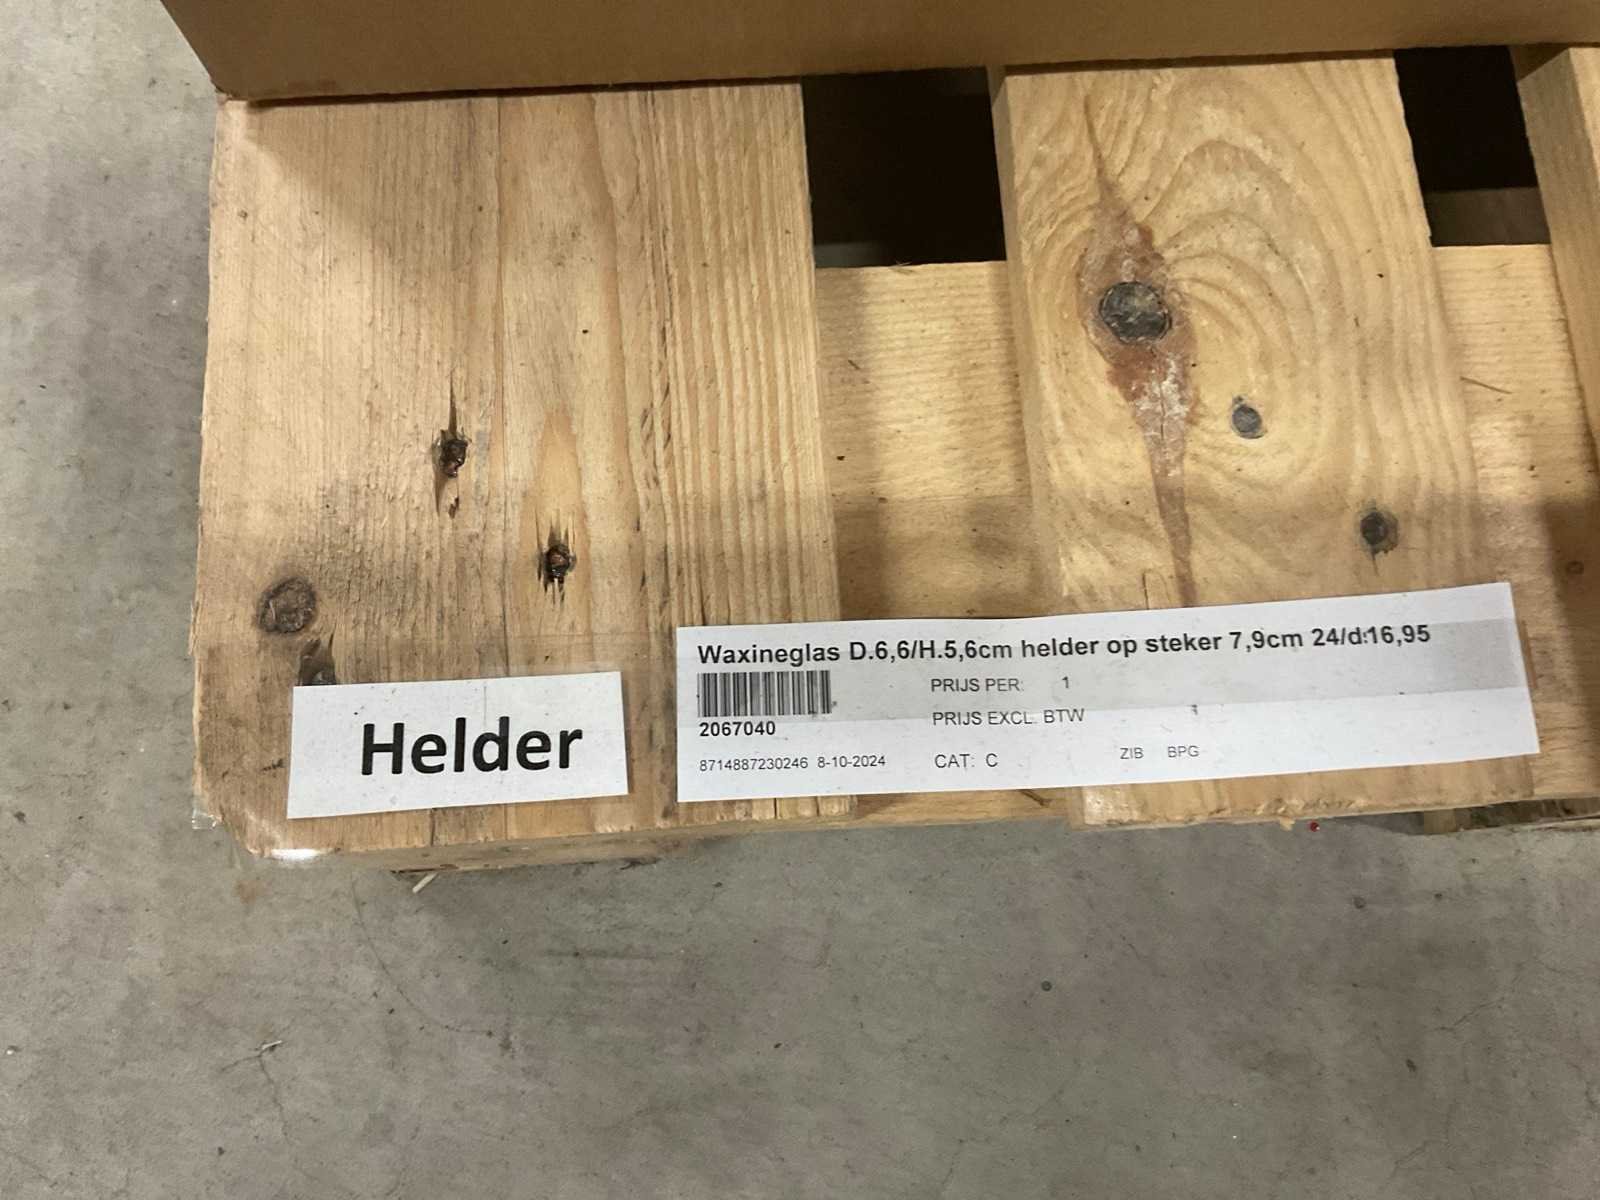 Helder
Waxineglas D.6,6/H.5,6cm helder op steker 7,9cm 24/d:16,95
PRIJS PER: 1
2067040
PRIJS EXCL. BTW
8714887230246 8-10-2024
CAT: C
ZIB BPG